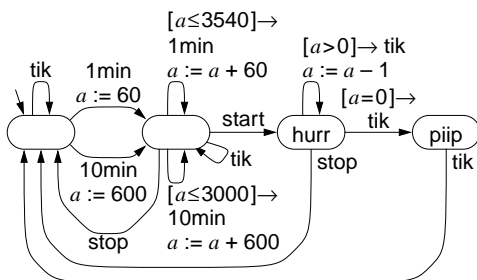 [a≤3540]→
1min
a := a + 60
[a>0]→ tik
a := a − 1
tik
1min
a := 60
[a=0]→
start
hurr
tik
piip
tik
stop
tik
10min
a := 600
[a≤3000]→
10min
a := a + 600
stop